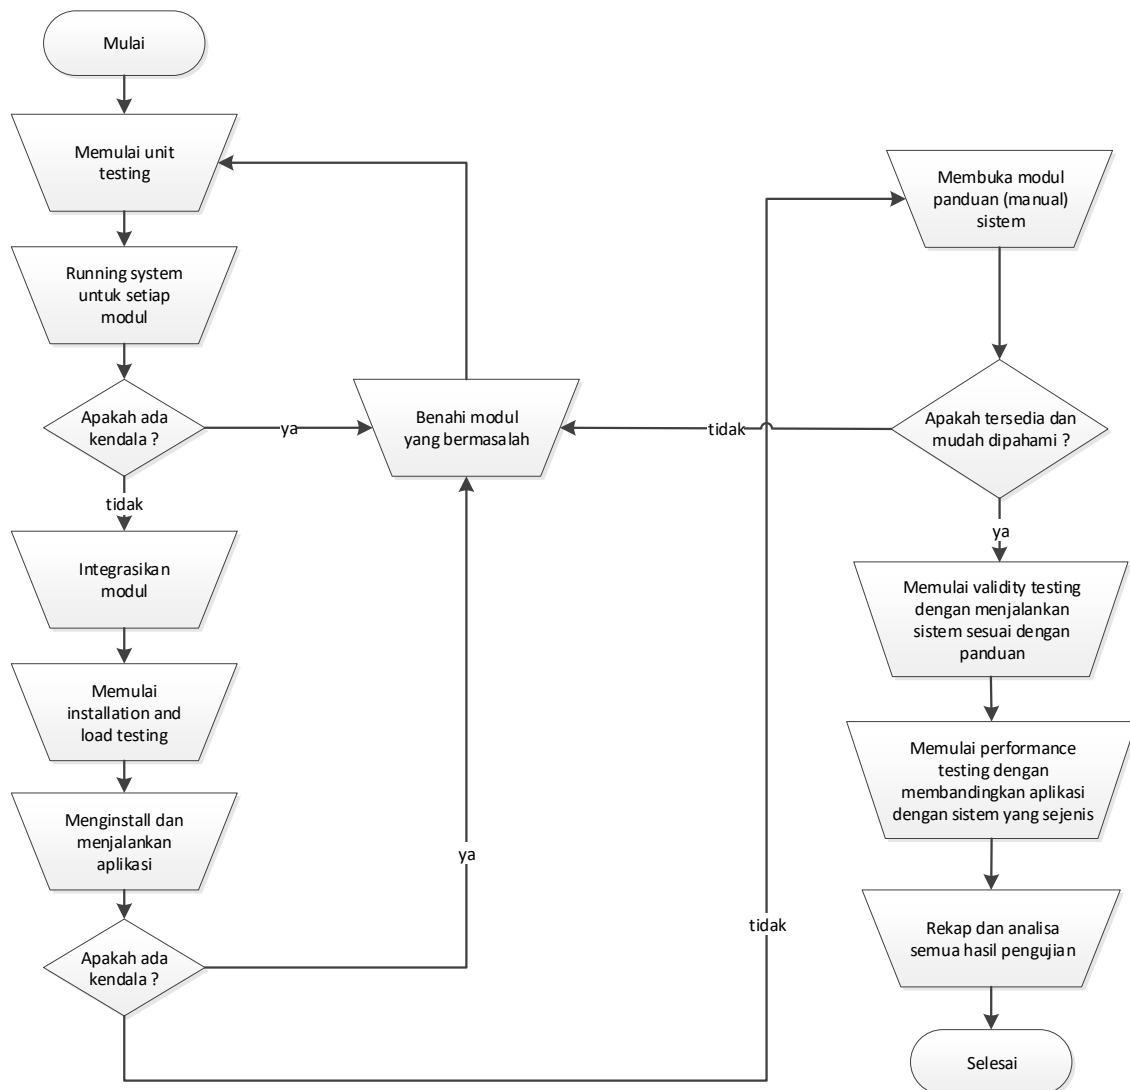 Mulai
Memulai unit
testing
Running system
untuk setiap
modul
Apakah ada
kendala ?
ya
tidak
Integrasikan
modul
Memulai
installation and
load testing
Menginstall dan
menjalankan
aplikasi
Apakah ada
kendala ?
ya
tidak
Benahi modul
yang bermasalah
Membuka modul
panduan (manual)
sistem
Apakah tersedia dan
mudah dipahami ?
tidak
ya
Memulai validity testing
dengan menjalankan
sistem sesuai dengan
panduan
Memulai performance
testing dengan
membandingkan aplikasi
dengan sistem yang sejenis
Rekap dan analisa
semua hasil pengujian
Selesai